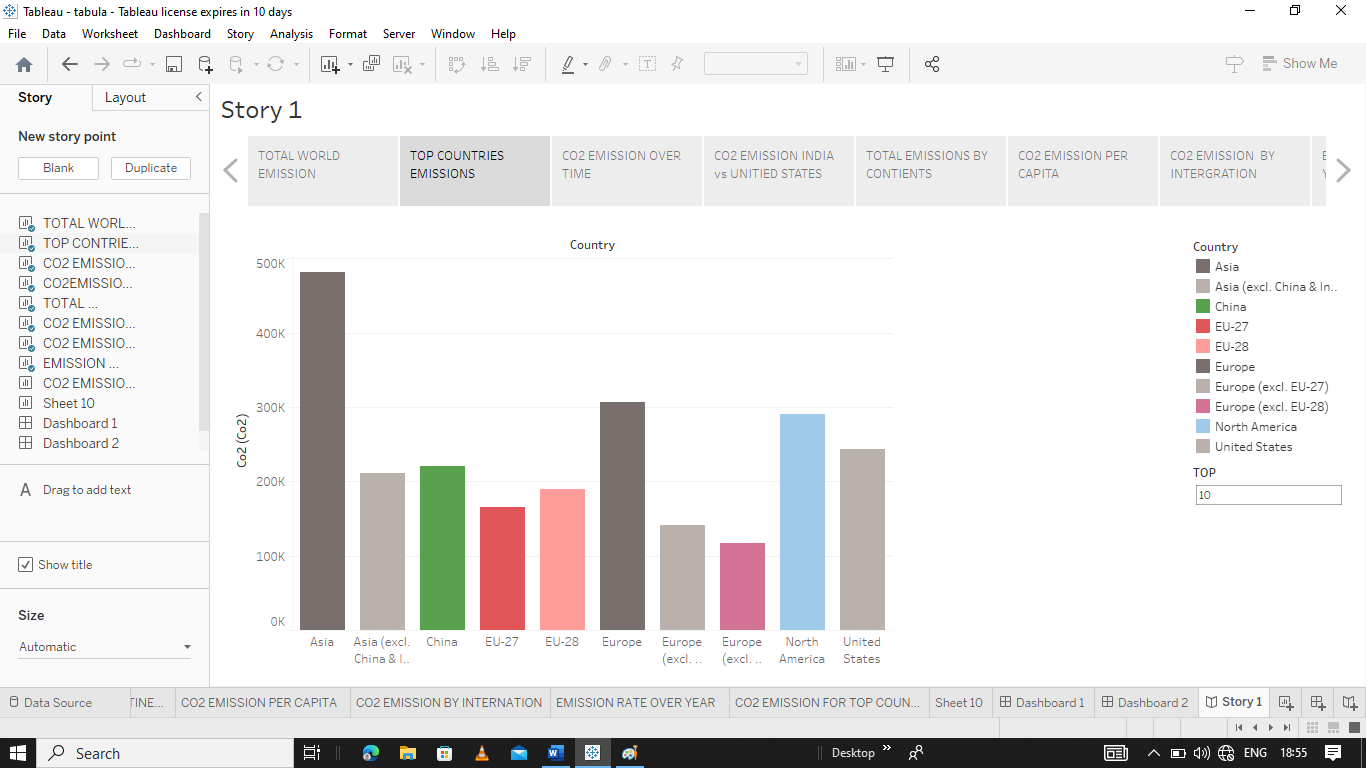 Tableau - tabula - Tableau license expires in 10 days
File Data Worksheet Dashboard Story Analysis Format Server Window Help
Show Me
Story Layout
New story point
Blank Duplicate
TOTAL WORL...
TOP CONTRIE...
CO2 EMISSIO...
CO2EMISSIO...
TOTAL ...
CO2 EMISSIO...
CO2 EMISSIO...
EMISSION ...
CO2 EMISSIO...
Sheet 10
Dashboard 1
Dashboard 2
A Drag to add text
Show title
Size
Automatic
Story 1
TOTAL WORLD
EMISSION
TOP COUNTRIES
EMISSIONS
CO2 EMISSION OVER
TIME
CO2 EMISSION INDIA
vs UNITIED STATES
TOTAL EMISSIONS BY
CONTIENTS
CO2 EMISSION PER
CAPITA
CO2 EMISSION BY
INTERGRATION
Country
Co2 (Co2)
500K
400K
300K
200K
100K
0K
Asia
Asia (excl.
China & I..
China
EU-27
EU-28
Europe
Europe
(excl. ..
Europe
(excl. ..
North
America
United
States
Country
Asia
Asia (excl. China & In..
China
EU-27
EU-28
Europe
Europe (excl. EU-27)
Europe (excl. EU-28)
North America
United States
TOP
10
Data Source TINE... CO2 EMISSION PER CAPITA CO2 EMISSION BY INTERNATION EMISSION RATE OVER YEAR CO2 EMISSION FOR TOP COUN... Sheet 10 Dashboard 1 Dashboard 2 Story 1
Search Desktop ENG 18:55